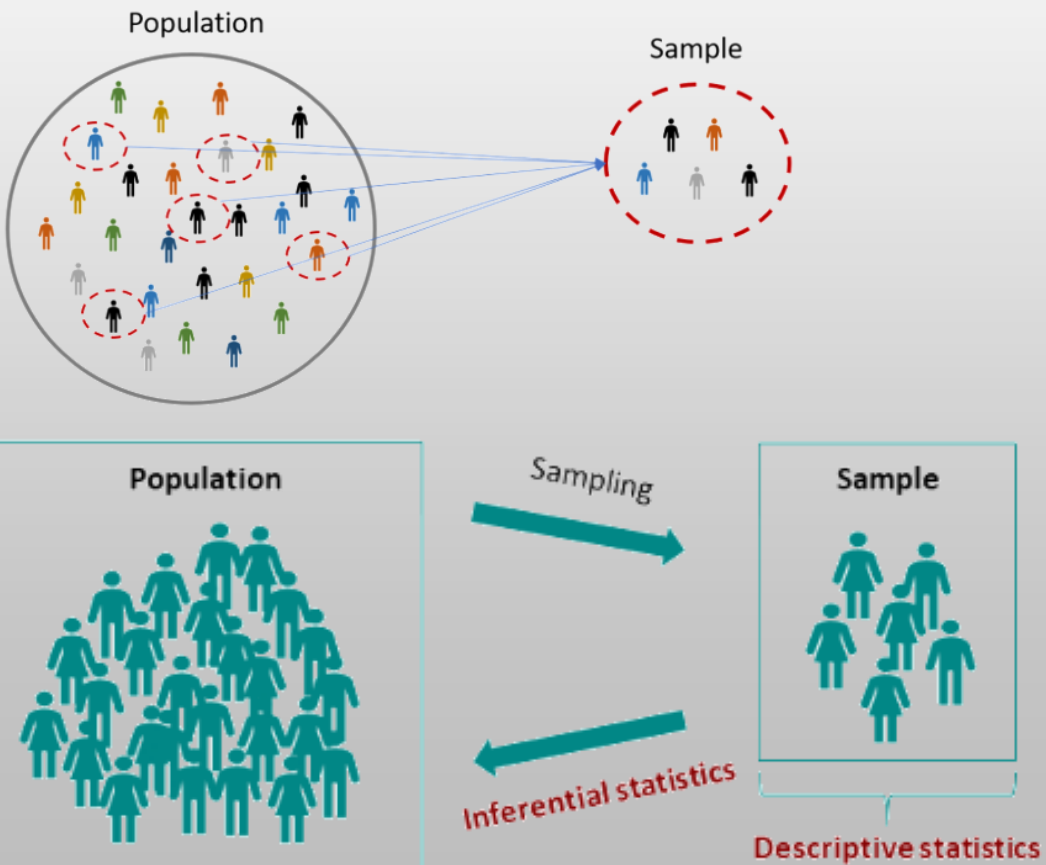 Population
Sample
Population
Sampling
Sample
Inferential statistics
Descriptive statistics